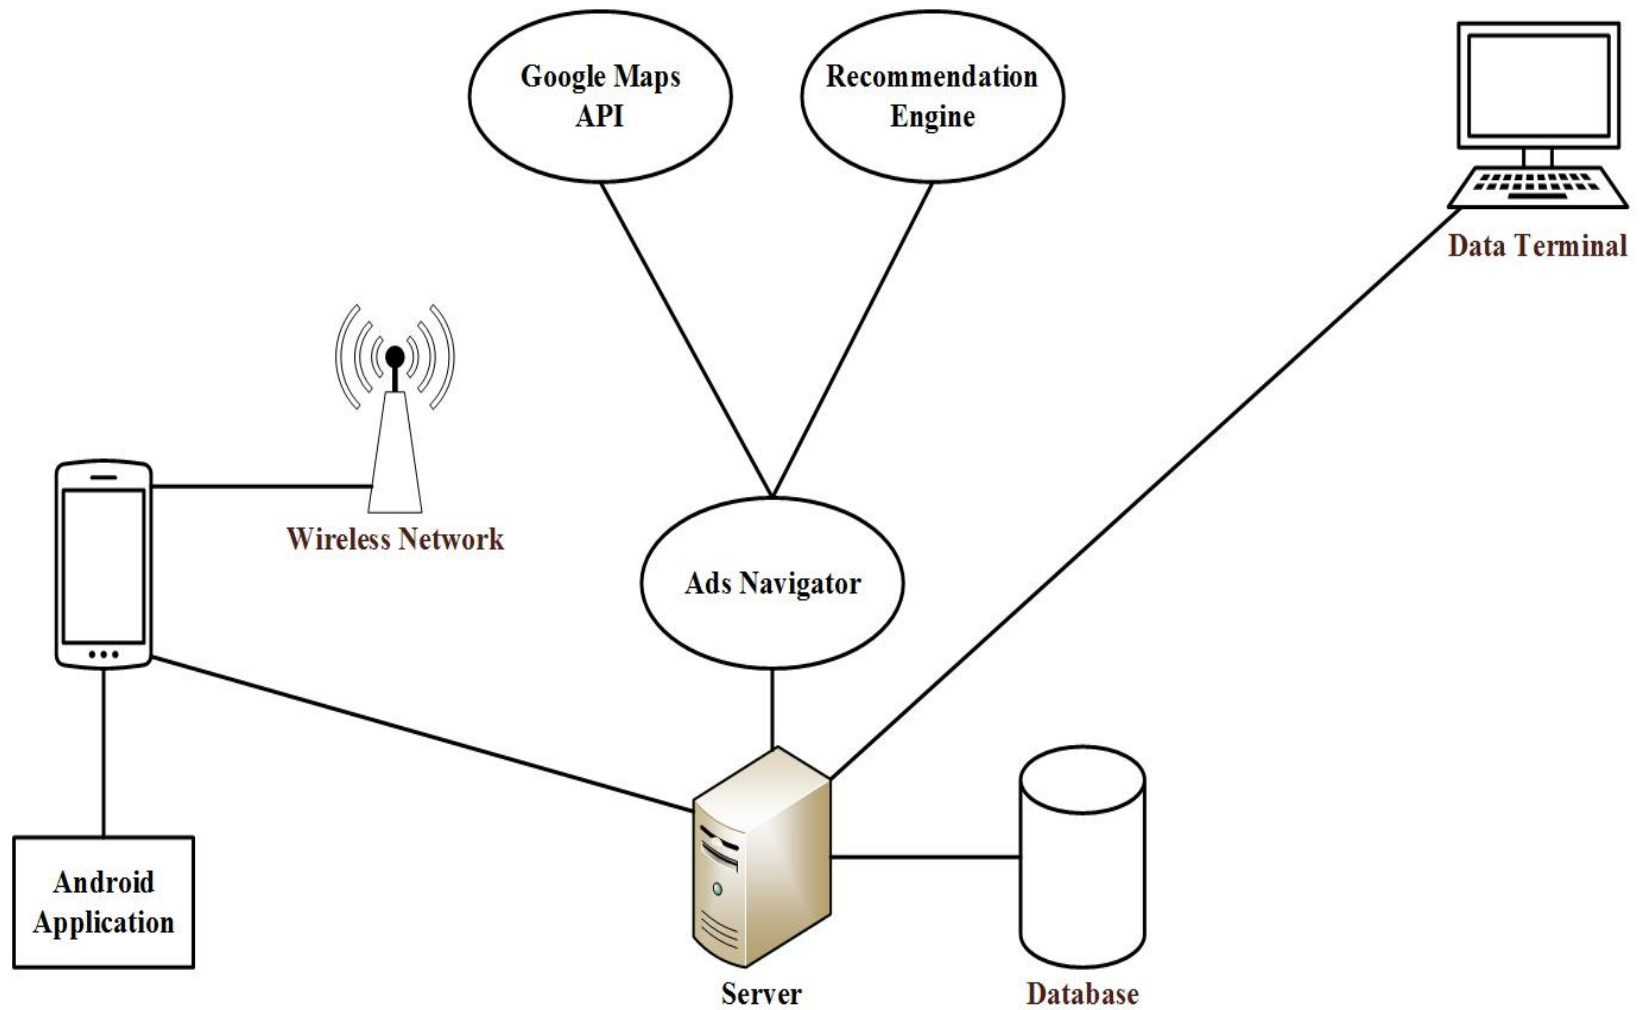 Google Maps
API
Recommendation
Engine
Data Terminal
Wireless Network
Ads Navigator
Android
Application
Server
Database